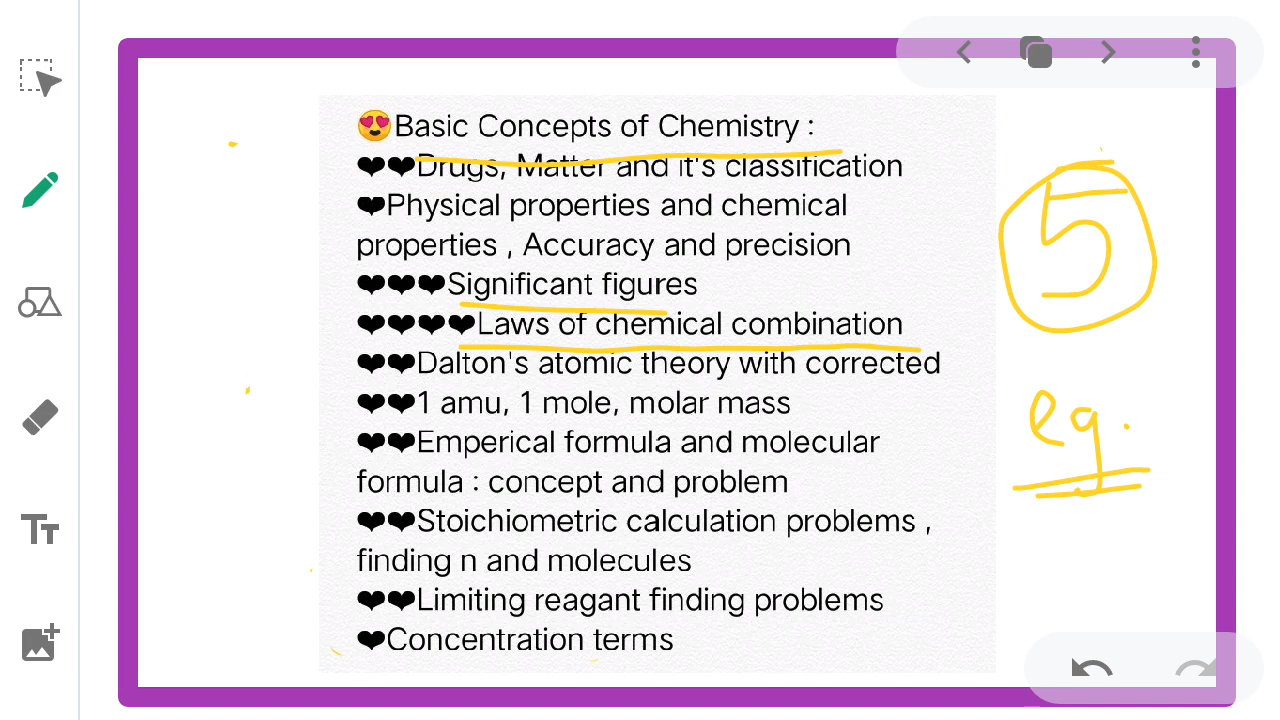 😍Basic Concepts of Chemistry :
❤❤Drugs, Matter and it's classification
❤Physical properties and chemical
properties , Accuracy and precision
❤❤❤Significant figures
❤❤❤❤Laws of chemical combination
❤❤Dalton's atomic theory with corrected
❤❤1 amu, 1 mole, molar mass
❤❤Emperical formula and molecular
formula : concept and problem
❤❤Stoichiometric calculation problems ,
finding n and molecules
❤❤Limiting reagent finding problems
❤Concentration terms
5
eg.
TT